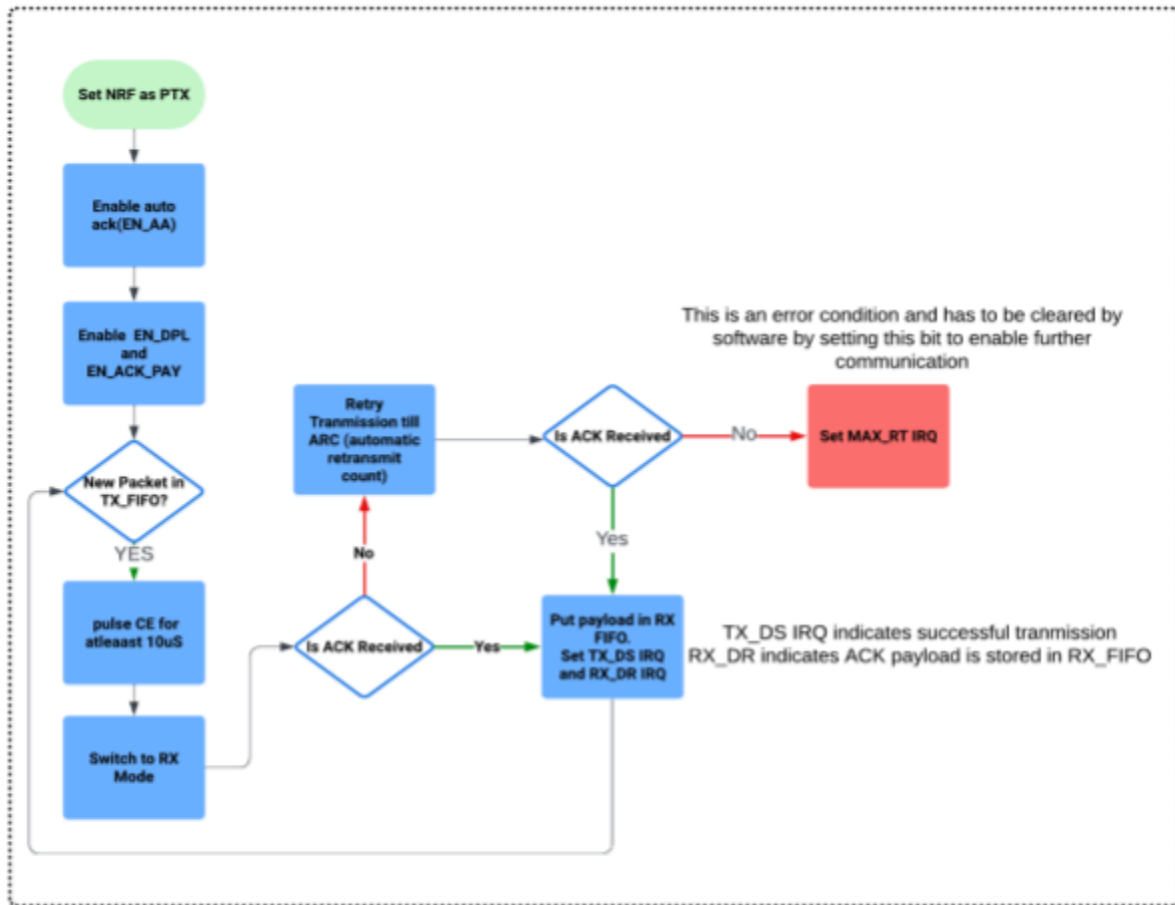 Set NRF as PTX
Enable auto
ack(EN_AA)
Enable EN_DPL
and
EN_ACK_PAY
New Packet in
TX_FIFO?
YES
pulse CE for
atleaast 10uS
Switch to RX
Mode
Is ACK Received
No
Yes
Retry
Tranmission till
ARC (automatic
retransmit
count)
Is ACK Received
No
Yes
This is an error condition and has to be cleared by
software by setting this bit to enable further
communication
Set MAX_RT IRQ
Put payload in RX
FIFO.
Set TX_DS IRQ
and RX_DR IRQ
TX_DS IRQ indicates successful tranmission
RX_DR indicates ACK payload is stored in RX_FIFO